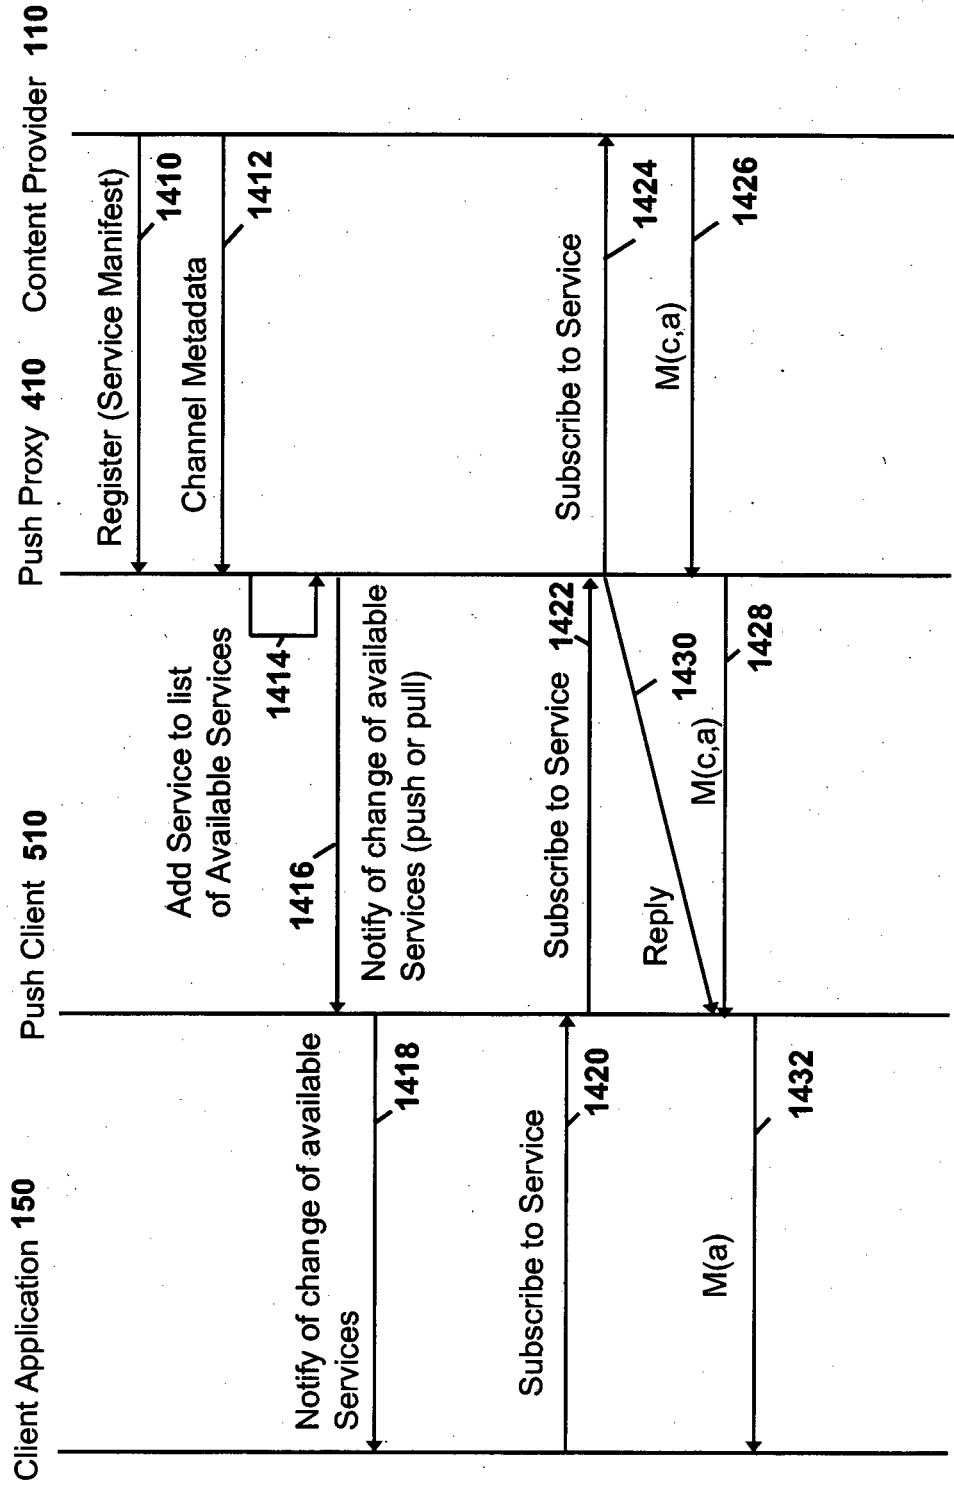 Client Application 150
Push Client 510
Push Proxy 410
Content Provider 110
Register (Service Manifest)
1410
Channel Metadata
1412
Add Service to list
of Available Services
1414
1416
Notify of change of available
Services (push or pull)
Notify of change of available
Services
1418
Subscribe to Service
1420
Subscribe to Service 1422
Subscribe to Service
1424
Reply
1430
M(c,a)
1426
M(c,a)
1428
M(a)
1432